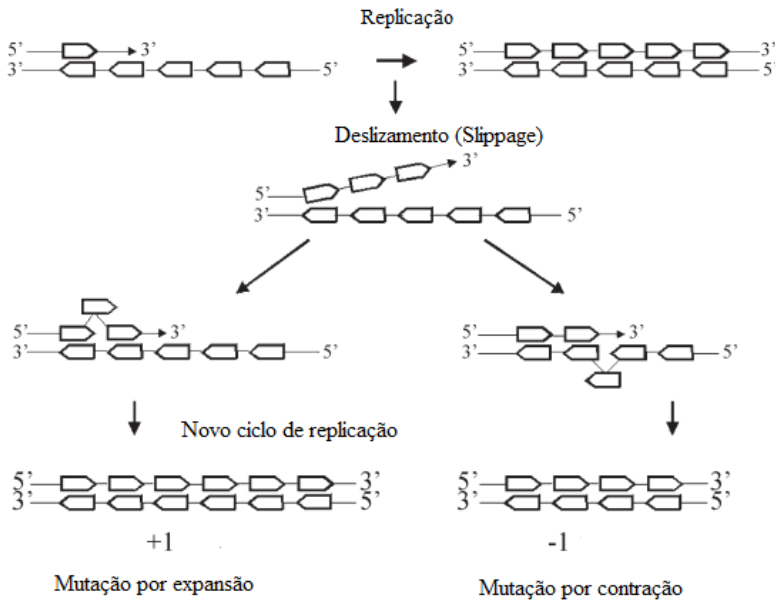 Replicação
5’ 3’ 5’ 3’
3’ 5’ 3’ 5’
Deslizamento (Slippage)
3’
5’
3’ 5’
5’ 3’ 5’ 3’
3’ 5’ 3’ 5’
Novo ciclo de replicação
5’ 3’ 5’ 3’
3’ 5’ 3’ 5’
+1 -1
Mutação por expansão Mutação por contração